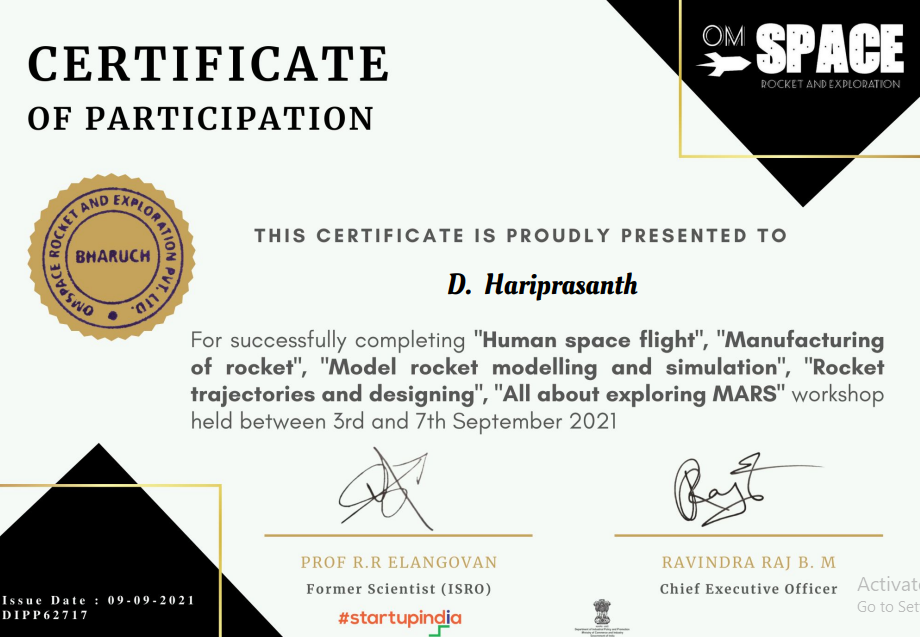 CERTIFICATE
OF PARTICIPATION
OM SPACE
ROCKET AND EXPLORATION
OMSPACE ROCKET AND EXPLORATION PVT. LTD.
BHARUCH
THIS CERTIFICATE IS PROUDLY PRESENTED TO
D. Hariprasanth
For successfully completing "Human space flight", "Manufacturing
of rocket", "Model rocket modelling and simulation", "Rocket
trajectories and designing", "All about exploring MARS" workshop
held between 3rd and 7th September 2021
PROF R.R ELANGOVAN
Former Scientist (ISRO)
RAVINDRA RAJ B. M
Chief Executive Officer
Issue Date : 09-09-2021
DIPP62717
#startupindia
Activate
Go to Set